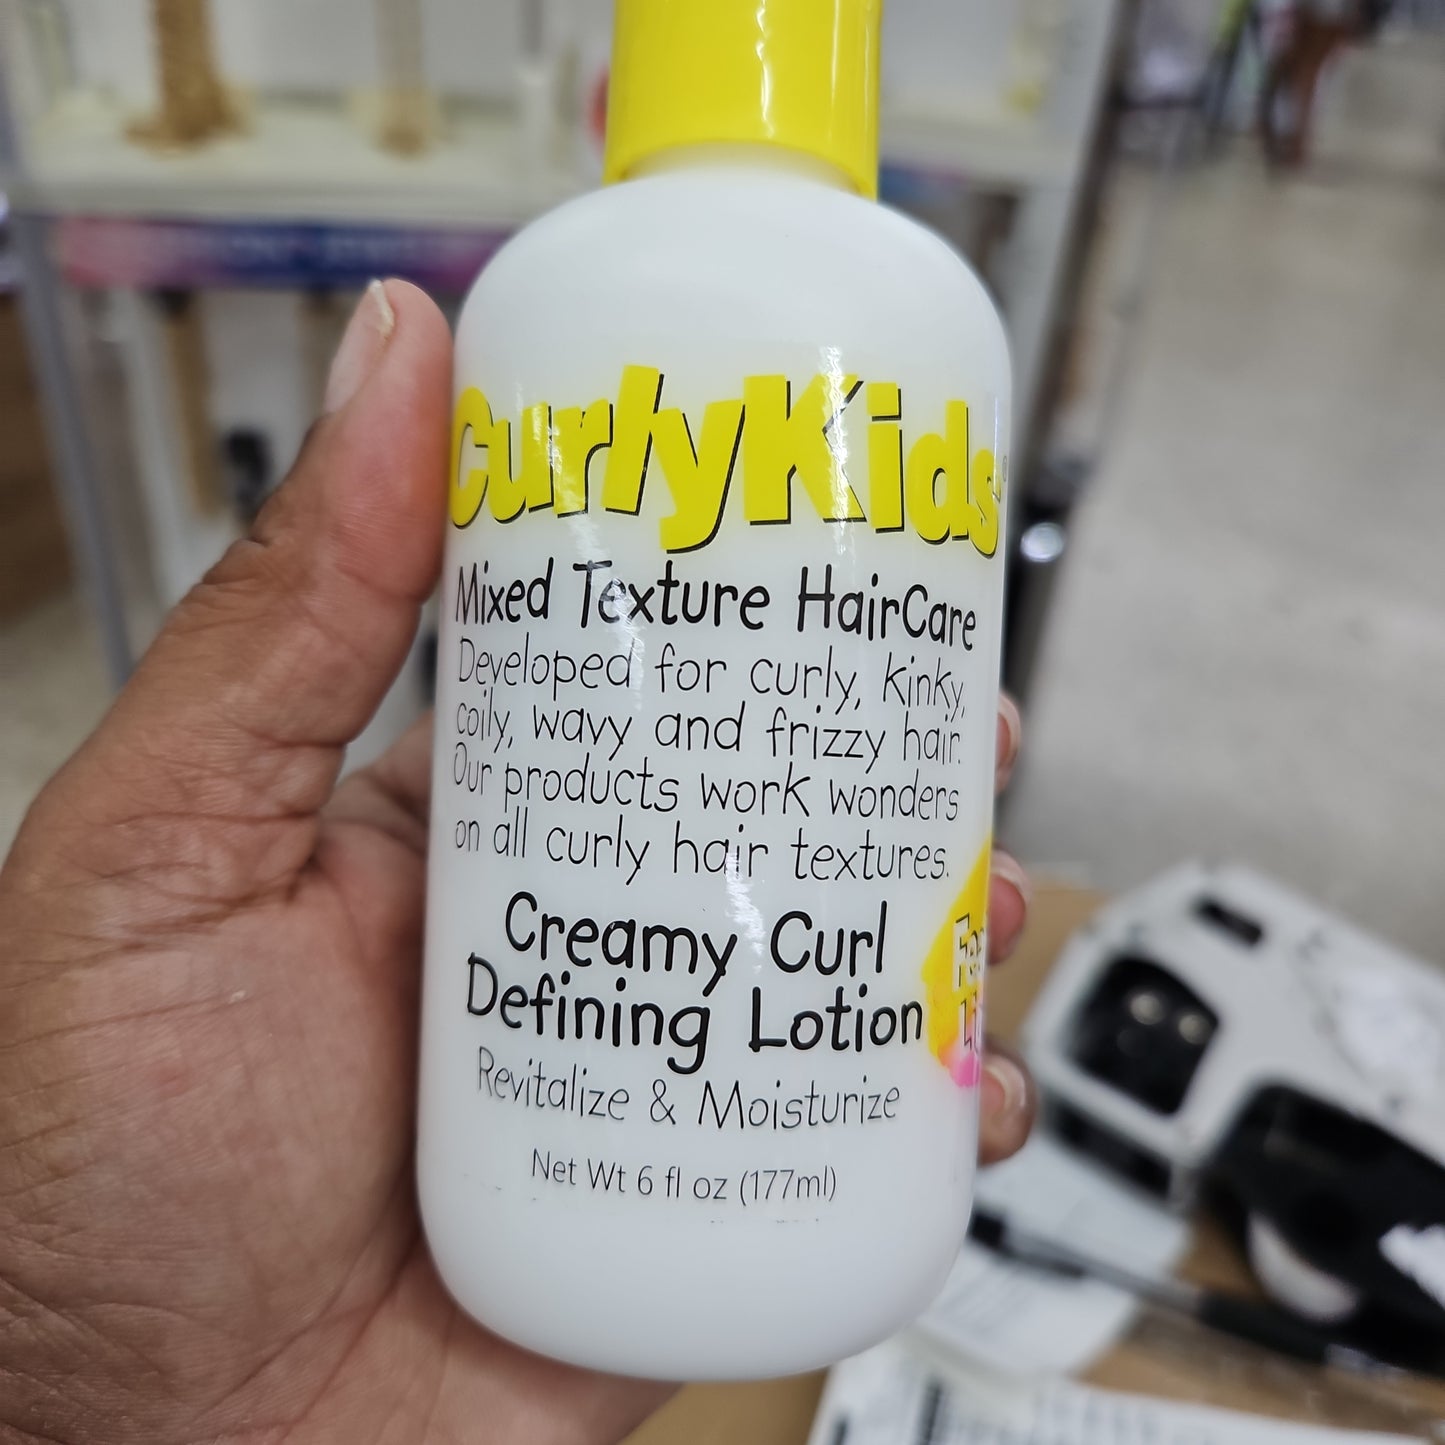 CurlyKids®
Mixed Texture HairCare
Developed for curly, kinky,
coily, wavy and frizzy hair.
Our products work wonders
on all curly hair textures.
Creamy Curl
Defining Lotion
Revitalize & Moisturize
Net Wt 6 fl oz (177ml)